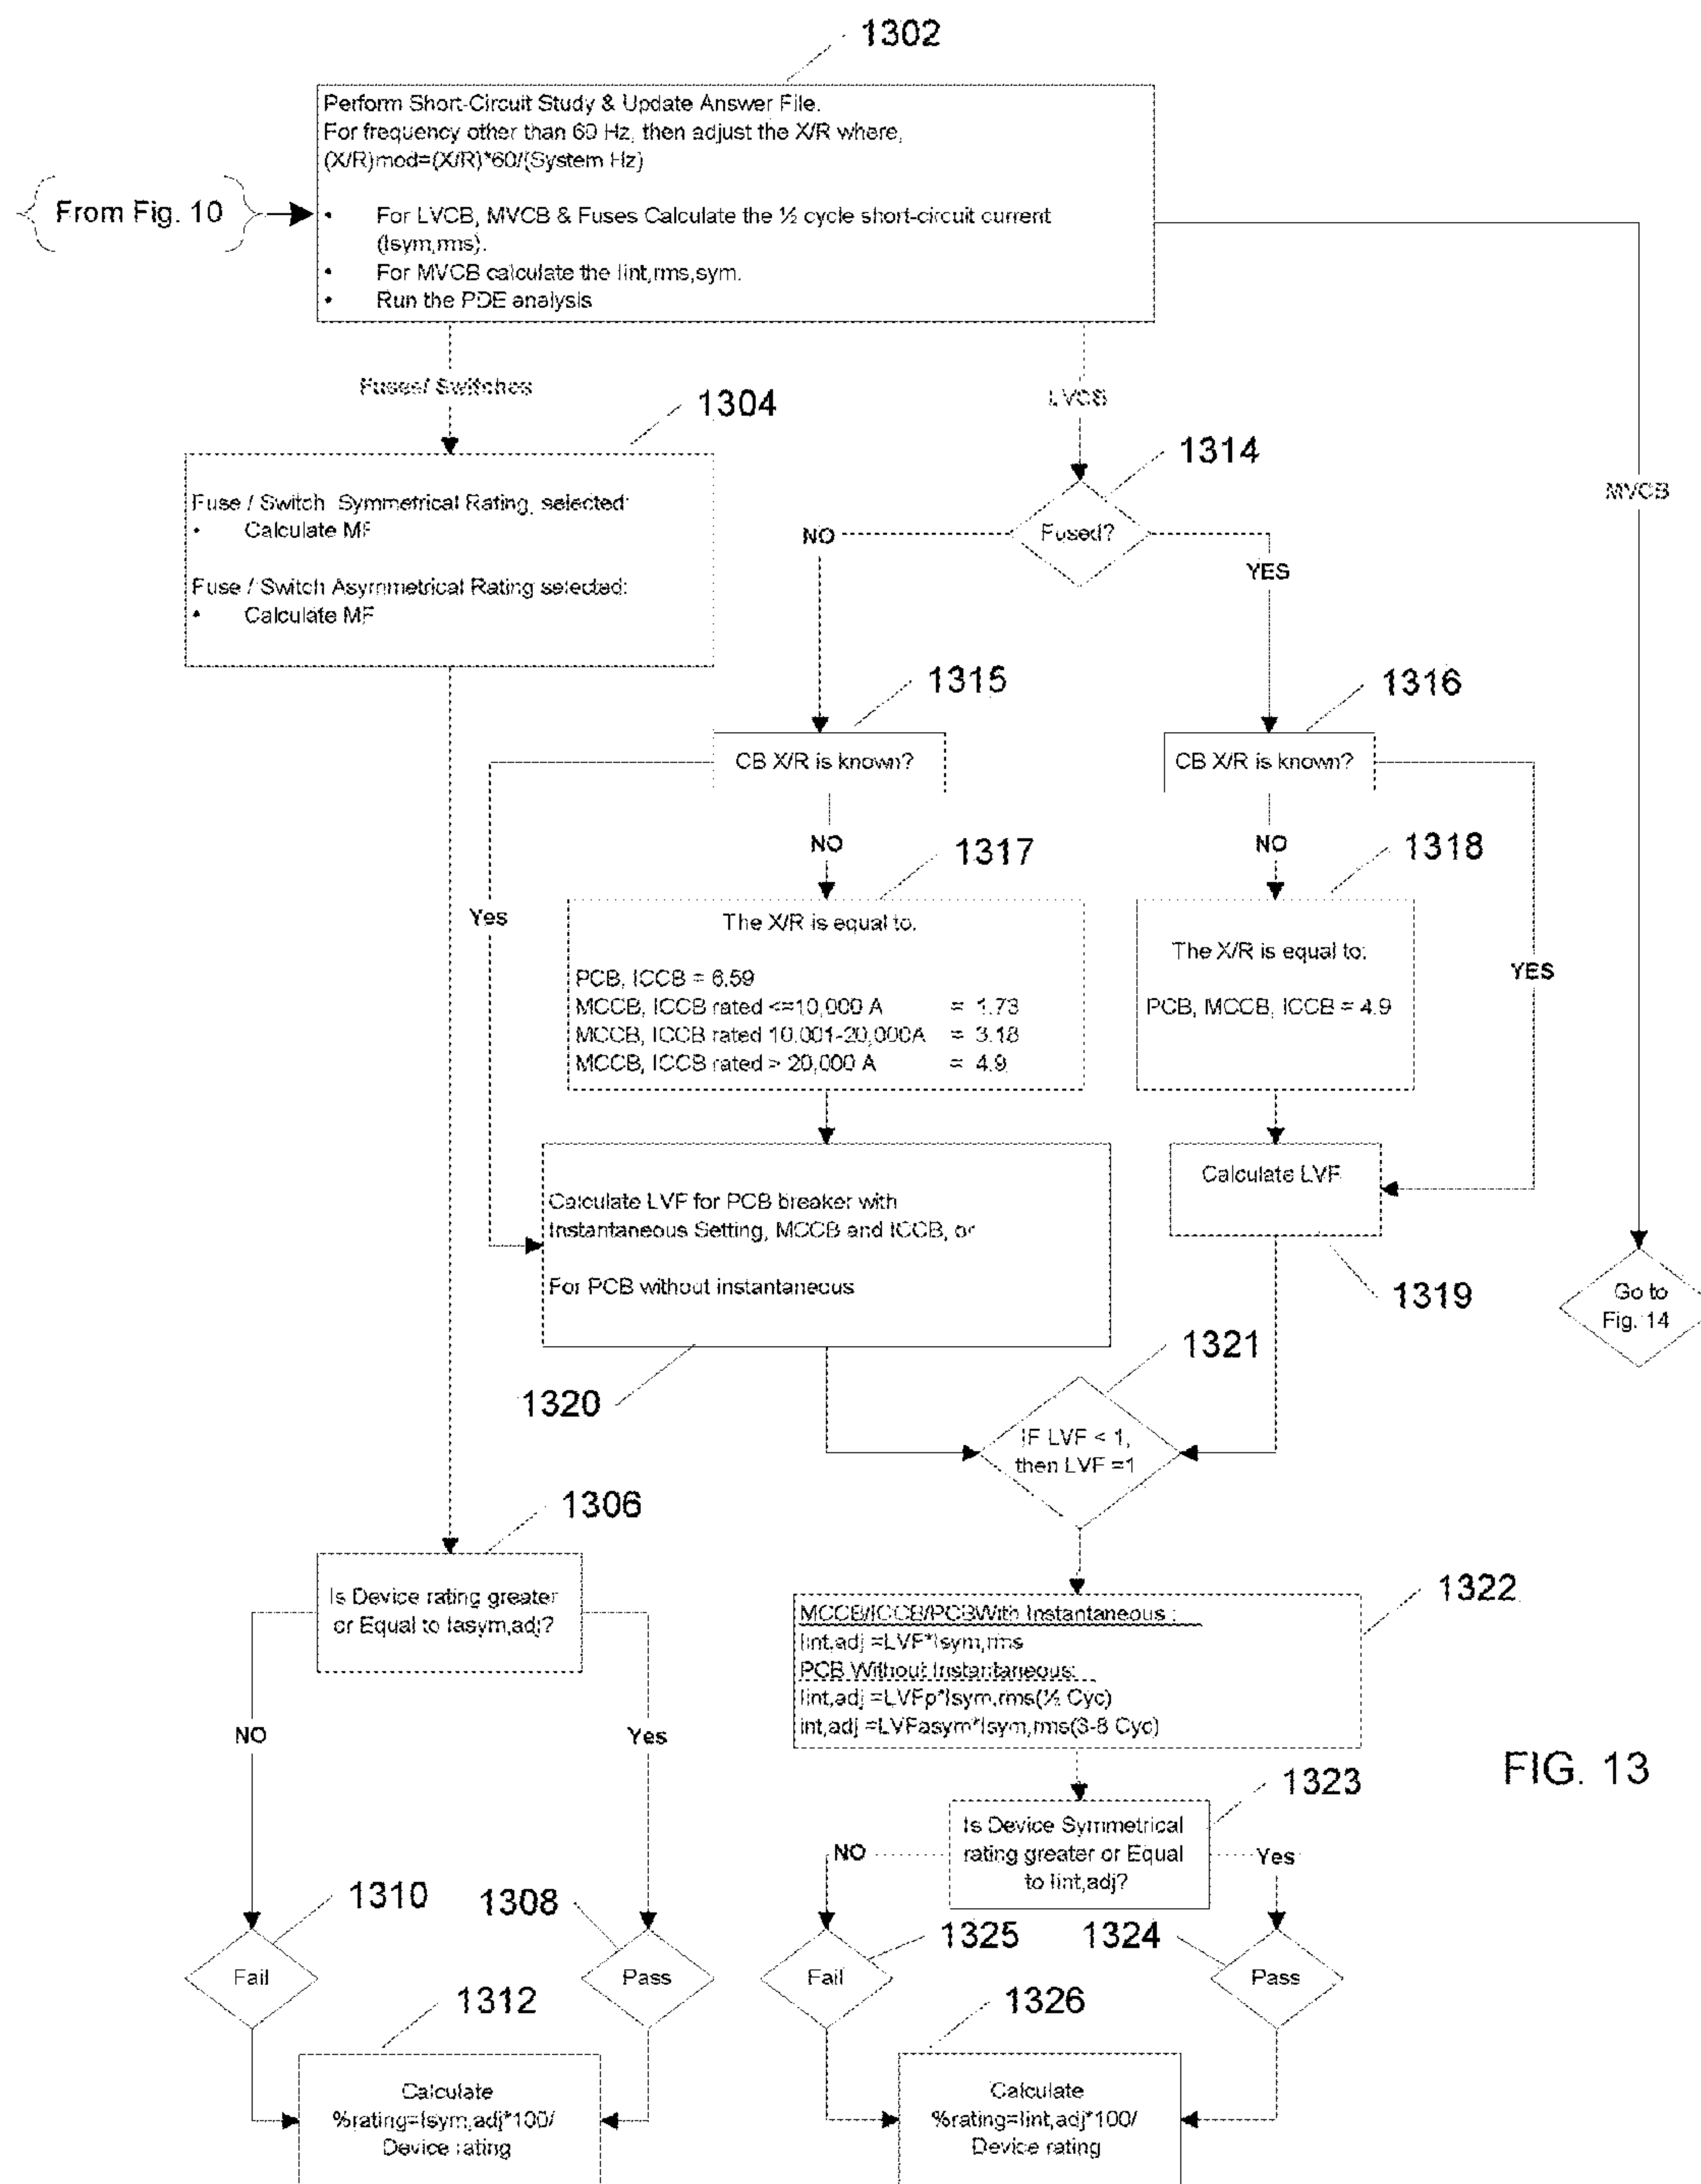 1302
Perform Short-Circuit Study & Update Answer File.
For frequency other than 60 Hz, then adjust the X/R where,
(X/R)mod=(X/R)*60/(System Hz)
• For LVCB, MVCB & Fuses Calculate the ½ cycle short-circuit current
(Isym,rms).
• For MVCB calculate the Iint,rms,sym.
• Run the PDE analysis
From Fig. 10
Fuses/ Switches
LVCB
MVCB
1304
Fuse / Switch Symmetrical Rating, selected:
• Calculate MF
Fuse / Switch Asymmetrical Rating selected:
• Calculate MF
1314
Fused?
NO
YES
1315
CB X/R is known?
1316
CB X/R is known?
NO
NO
Yes
YES
1317
The X/R is equal to.
PCB, ICCB = 6.59
MCCB, ICCB rated <=10,000 A = 1.73
MCCB, ICCB rated 10.001-20,000A = 3.18
MCCB, ICCB rated > 20,000 A = 4.9
1318
The X/R is equal to:
PCB, MCCB, ICCB = 4.9
Calculate LVF for PCB breaker with
Instantaneous Setting, MCCB and ICCB, or
For PCB without instantaneous
1320
Calculate LVF
1319
Go to
Fig. 14
1321
IF LVF < 1,
then LVF =1
1306
Is Device rating greater
or Equal to Iasym,adj?
NO
Yes
1322
MCCB/ICCB/PCBWith Instantaneous :
Iint,adj =LVF*Isym,rms
PCB Without Instantaneous:
Iint,adj =LVFp*Isym,rms(½ Cyc)
int,adj =LVFasym*Isym,rms(3-8 Cyc)
1323
Is Device Symmetrical
rating greater or Equal
to Iint,adj?
NO
Yes
FIG. 13
1310
Fail
1308
Pass
1325
Fail
1324
Pass
1312
Calculate
%rating=Isym,adj*100/
Device rating
1326
Calculate
%rating=Iint,adj*100/
Device rating